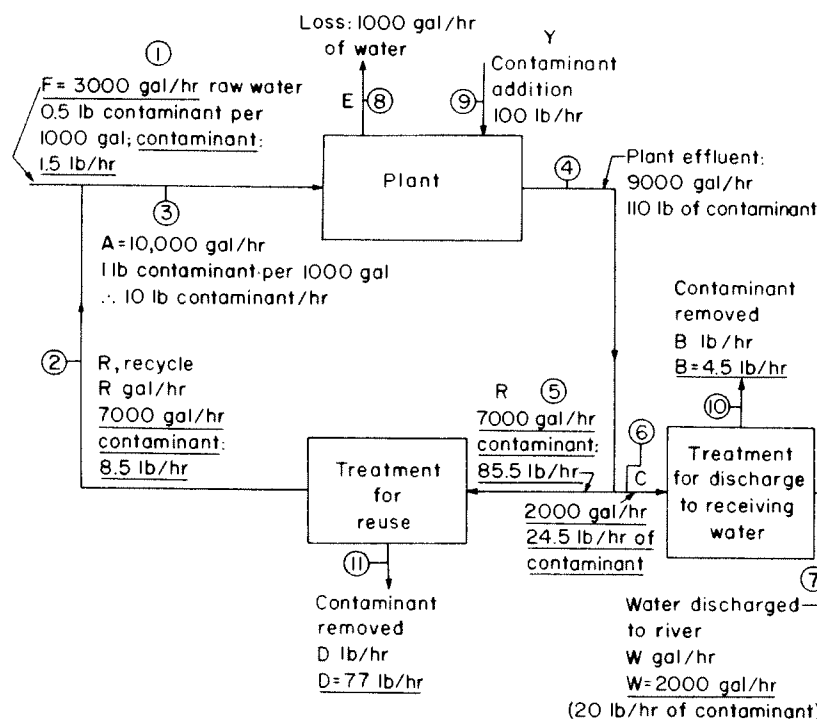 ①
F = 3000 gal/hr raw water
0.5 lb contaminant per
1000 gal; contaminant:
1.5 lb/hr
Loss: 1000 gal/hr
of water
E
⑧
Y
⑨
Contaminant
addition
100 lb/hr
Plant
④
Plant effluent:
9000 gal/hr
110 lb of contaminant
③
A = 10,000 gal/hr
1 lb contaminant per 1000 gal
∴ 10 lb contaminant/hr
②
R, recycle
R gal/hr
7000 gal/hr
contaminant:
8.5 lb/hr
Treatment
for
reuse
R
⑤
7000 gal/hr
contaminant:
85.5 lb/hr
⑥
C
2000 gal/hr
24.5 lb/hr of
contaminant
Contaminant
removed
B lb/hr
B = 4.5 lb/hr
⑩
Treatment
for discharge
to receiving
water
⑪
Contaminant
removed
D lb/hr
D = 77 lb/hr
⑦
Water discharged
to river
W gal/hr
W = 2000 gal/hr
(20 lb/hr of contaminant)